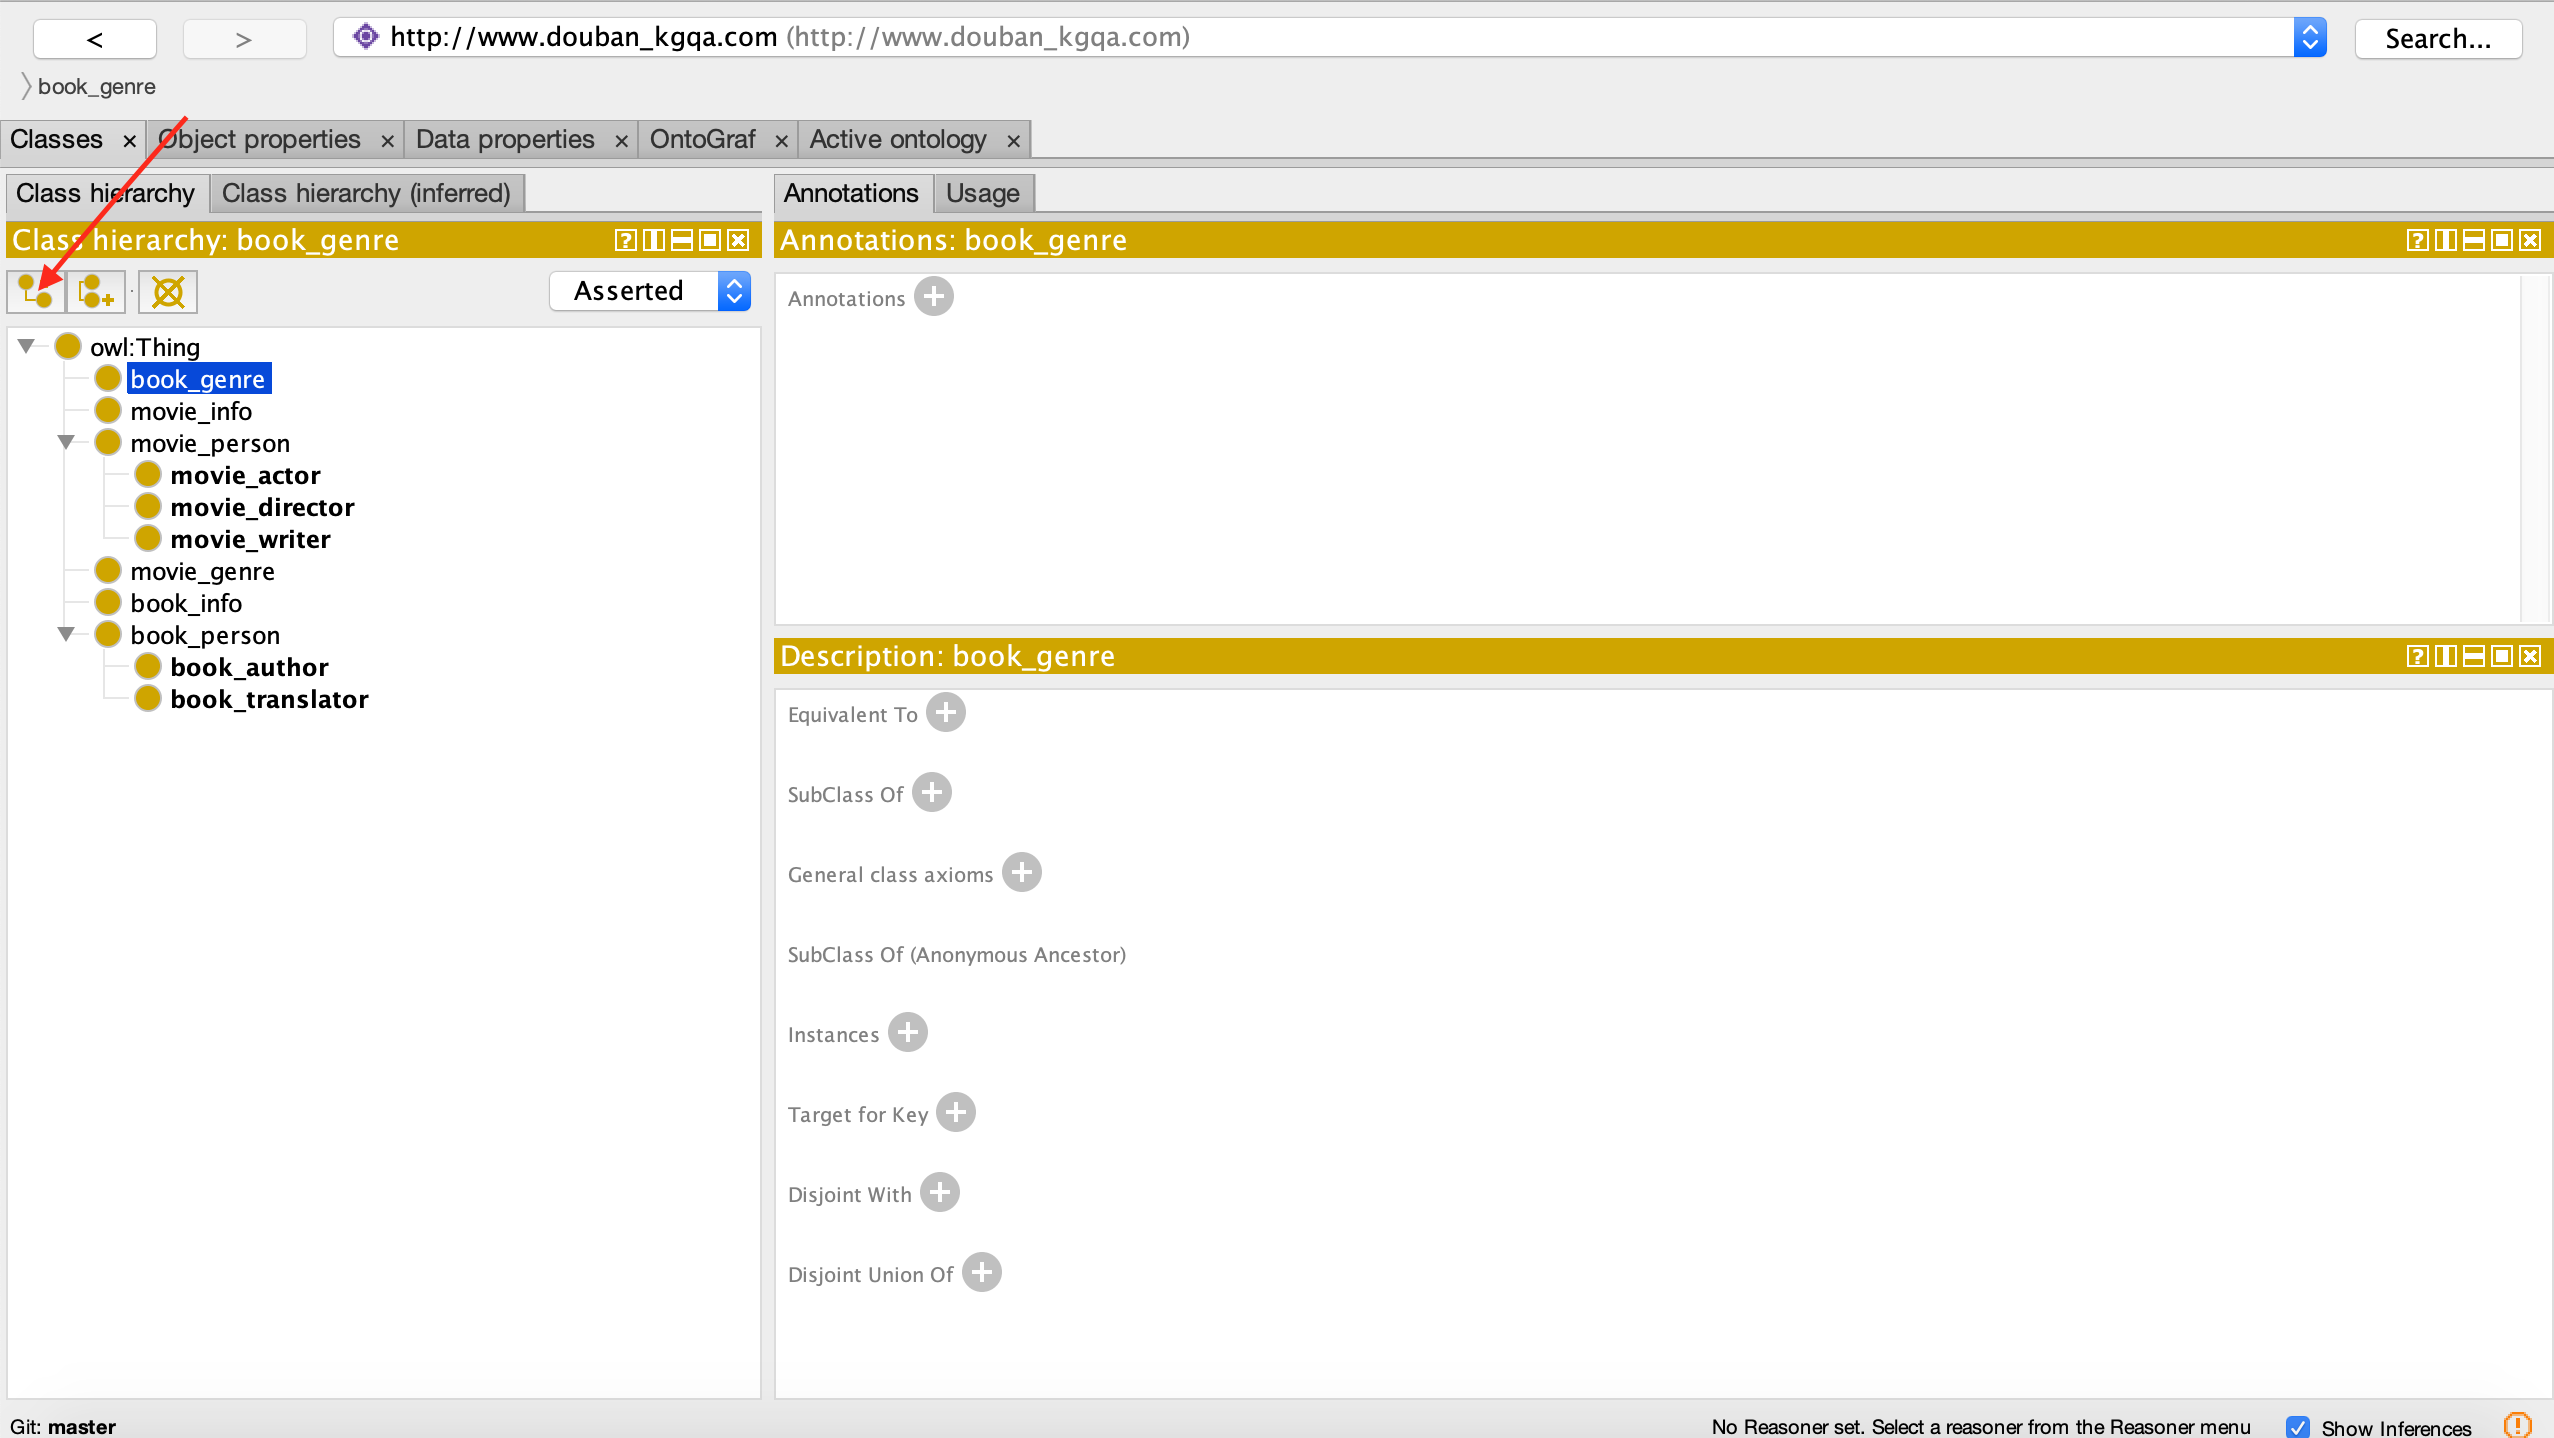 < > http://www.douban_kgqa.com (http://www.douban_kgqa.com) Search...
book_genre
Classes × Object properties × Data properties × OntoGraf × Active ontology ×
Class hierarchy Class hierarchy (inferred)
Class hierarchy: book_genre
Asserted
owl:Thing
book_genre
movie_info
movie_person
movie_actor
movie_director
movie_writer
movie_genre
book_info
book_person
book_author
book_translator
Annotations Usage
Annotations: book_genre
Annotations
Description: book_genre
Equivalent To
SubClass Of
General class axioms
SubClass Of (Anonymous Ancestor)
Instances
Target for Key
Disjoint With
Disjoint Union Of
Git: master
No Reasoner set. Select a reasoner from the Reasoner menu Show Inferences